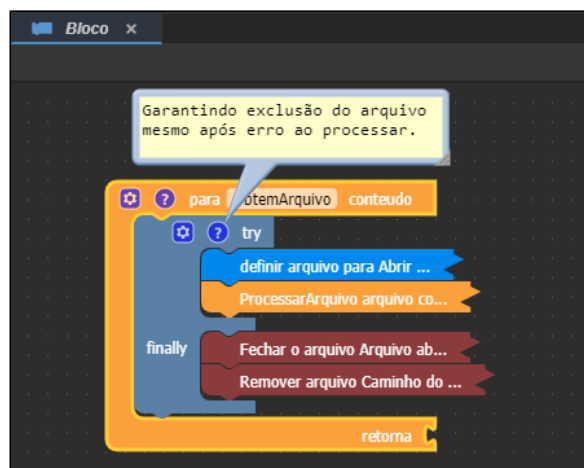 Bloco ×
Garantindo exclusão do arquivo
mesmo após erro ao processar.
? para obtemArquivo conteudo
? try
definir arquivo para Abrir ...
ProcessarArquivo arquivo co...
finally Fechar o arquivo Arquivo ab...
Remover arquivo Caminho do ...
retorna